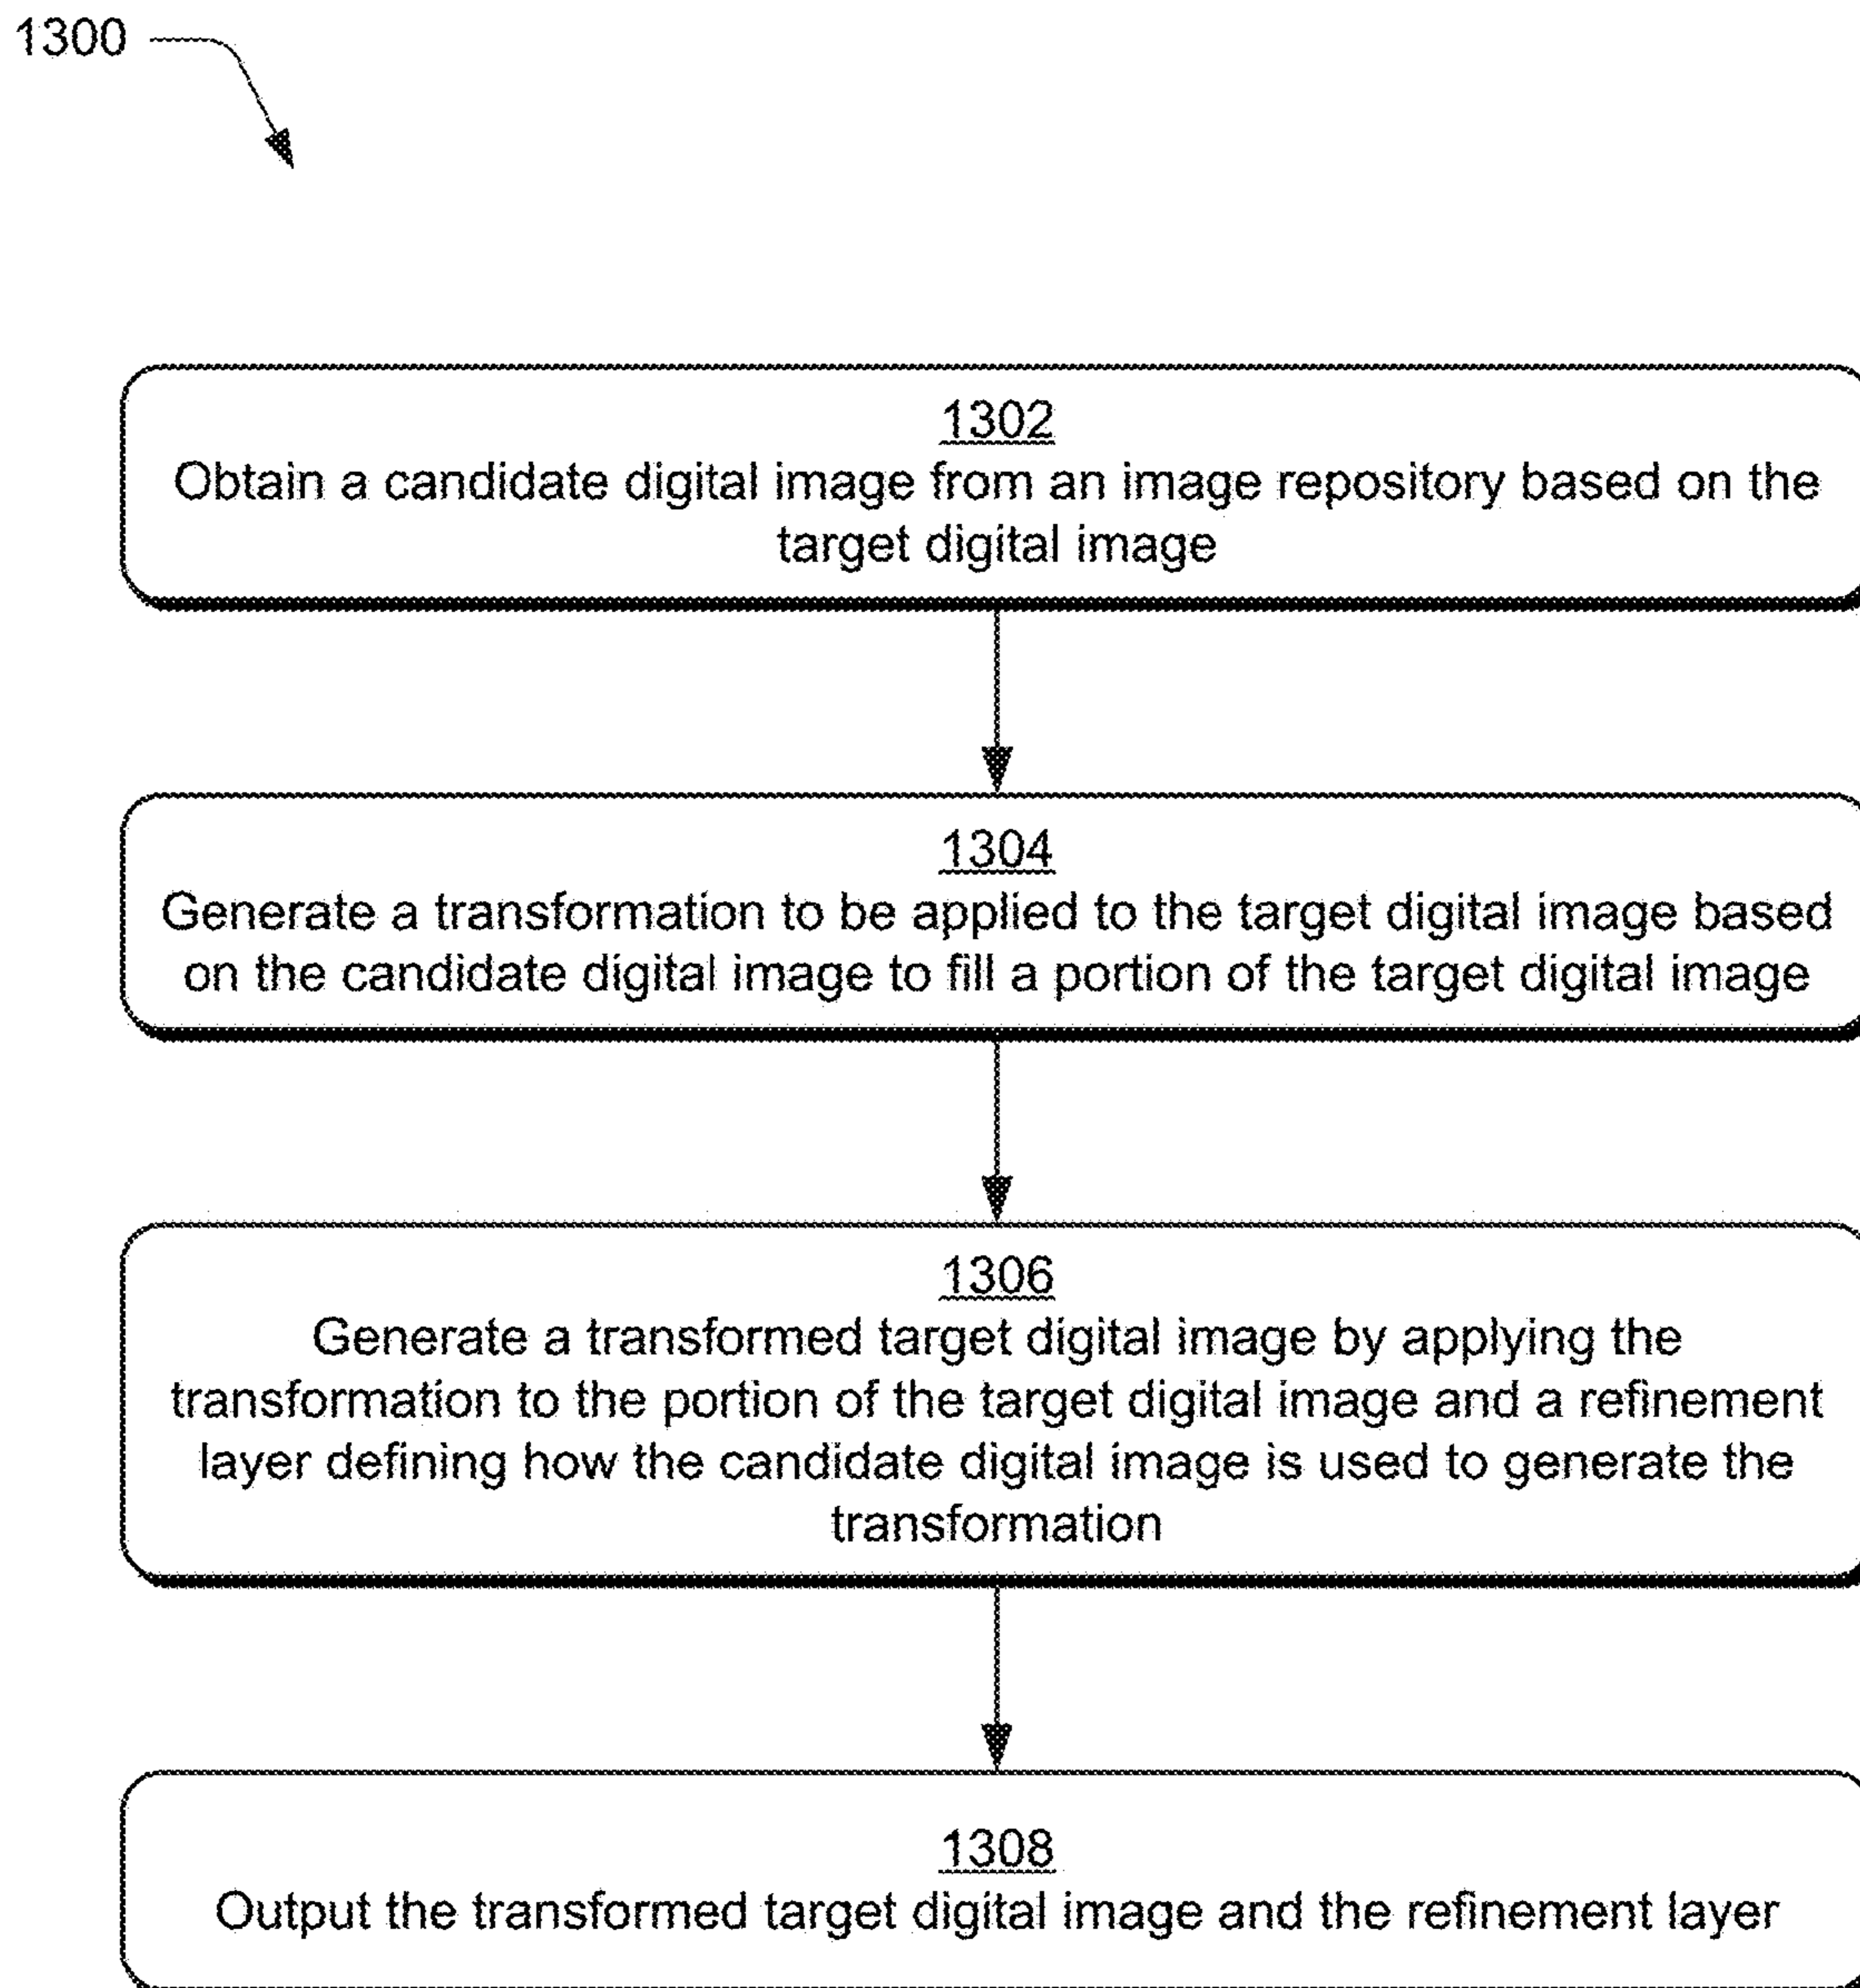 1300
1302
Obtain a candidate digital image from an image repository based on the
target digital image
1304
Generate a transformation to be applied to the target digital image based
on the candidate digital image to fill a portion of the target digital image
1306
Generate a transformed target digital image by applying the
transformation to the portion of the target digital image and a refinement
layer defining how the candidate digital image is used to generate the
transformation
1308
Output the transformed target digital image and the refinement layer